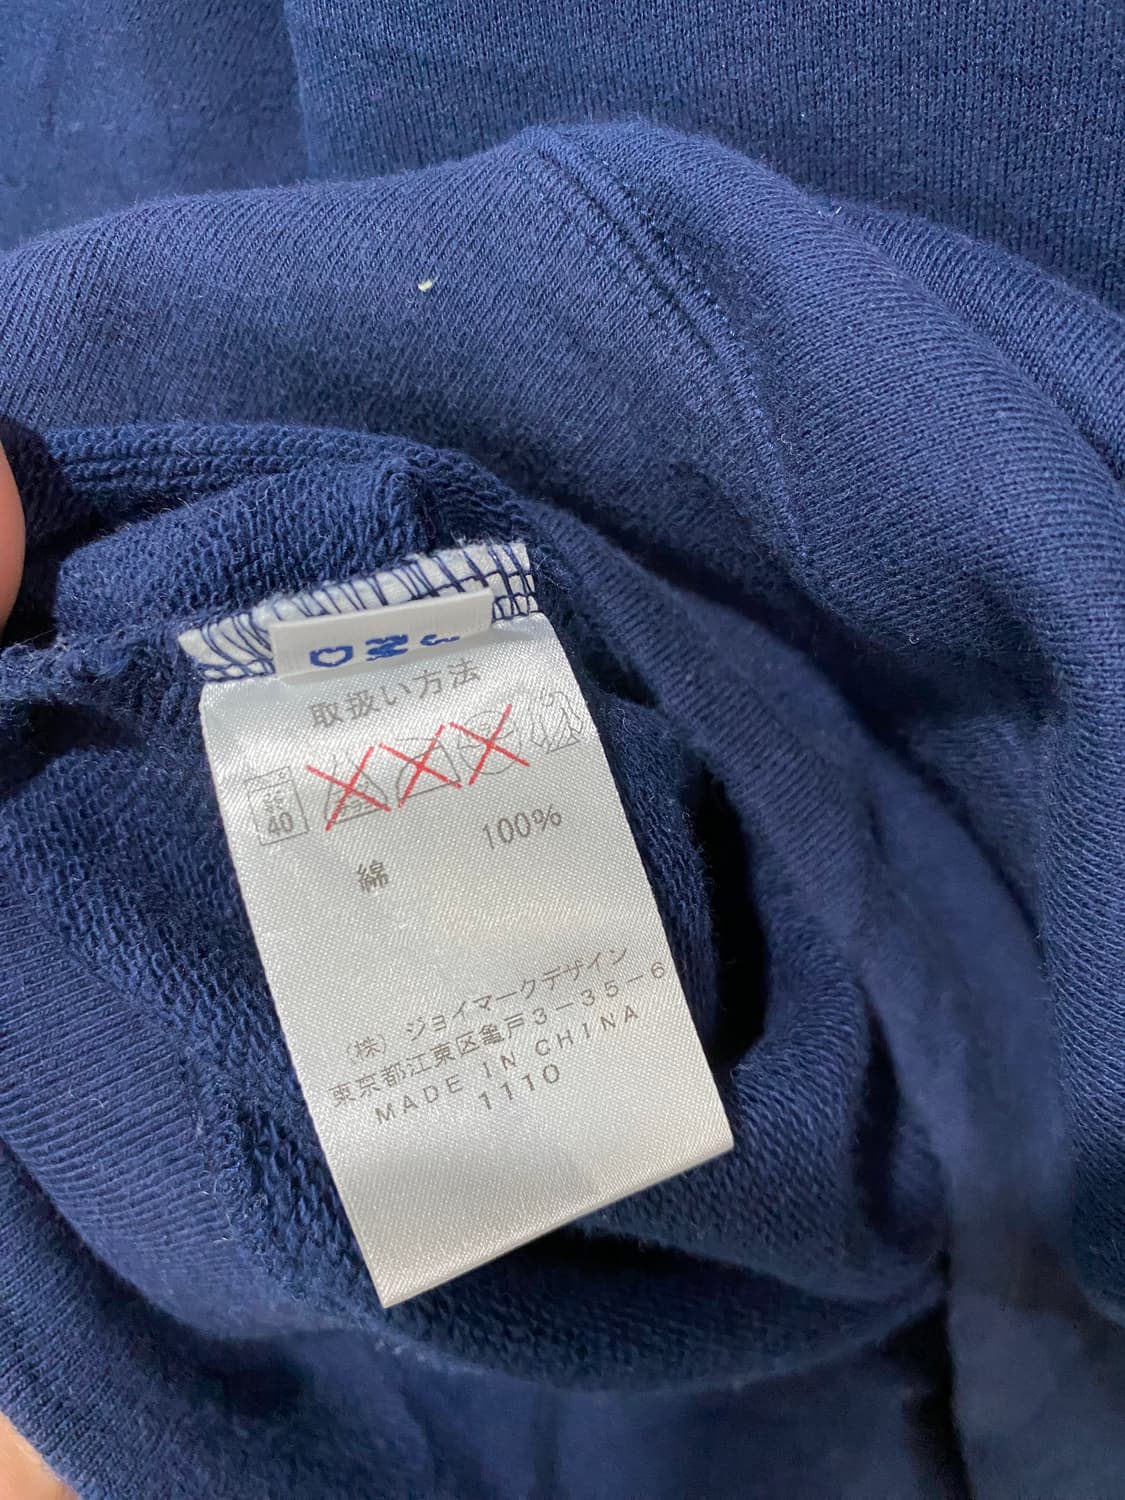 取扱い方法
40
綿 100%
(株) ジョイマークデザイン
東京都江東区亀戸3-35-6
MADE IN CHINA
1110